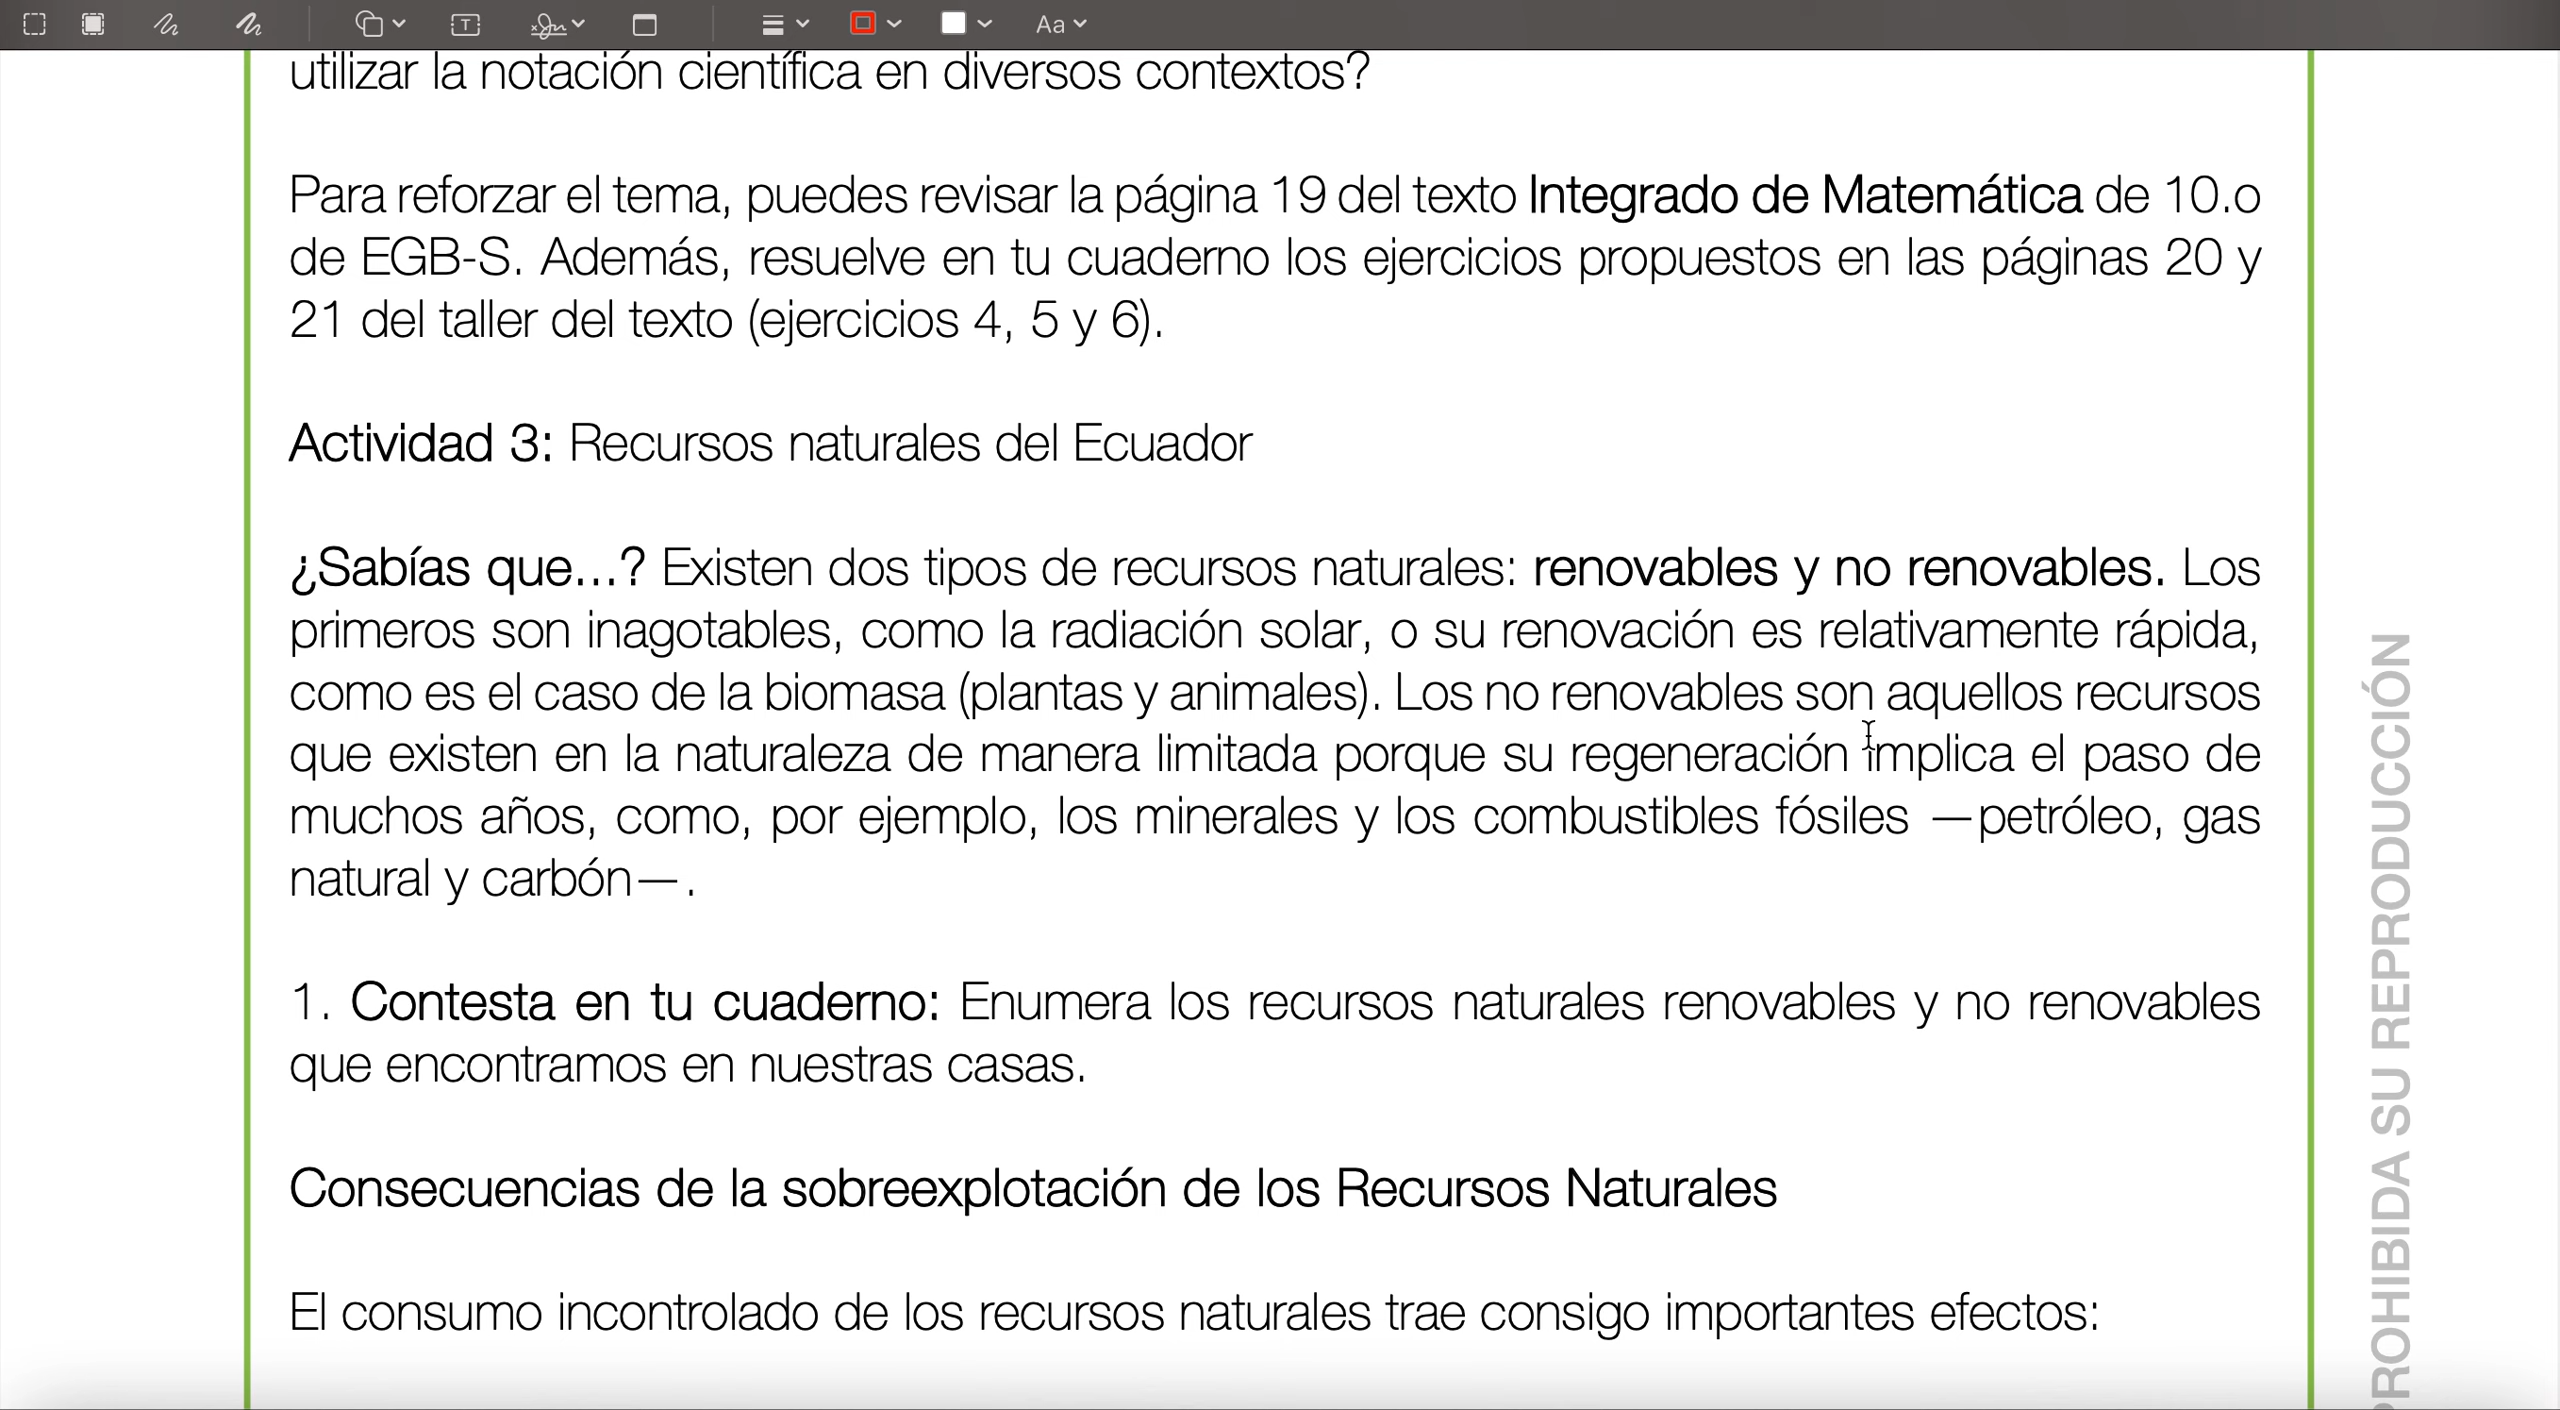 Aa
utilizar la notación científica en diversos contextos?
Para reforzar el tema, puedes revisar la página 19 del texto Integrado de Matemática de 10.o
de EGB-S. Además, resuelve en tu cuaderno los ejercicios propuestos en las páginas 20 y
21 del taller del texto (ejercicios 4, 5 y 6).
Actividad 3: Recursos naturales del Ecuador
¿Sabías que...? Existen dos tipos de recursos naturales: renovables y no renovables. Los
primeros son inagotables, como la radiación solar, o su renovación es relativamente rápida,
como es el caso de la biomasa (plantas y animales). Los no renovables son aquellos recursos
que existen en la naturaleza de manera limitada porque su regeneración implica el paso de
muchos años, como, por ejemplo, los minerales y los combustibles fósiles —petróleo, gas
natural y carbón—.
1. Contesta en tu cuaderno: Enumera los recursos naturales renovables y no renovables
que encontramos en nuestras casas.
Consecuencias de la sobreexplotación de los Recursos Naturales
El consumo incontrolado de los recursos naturales trae consigo importantes efectos:
PROHIBIDA SU REPRODUCCIÓN